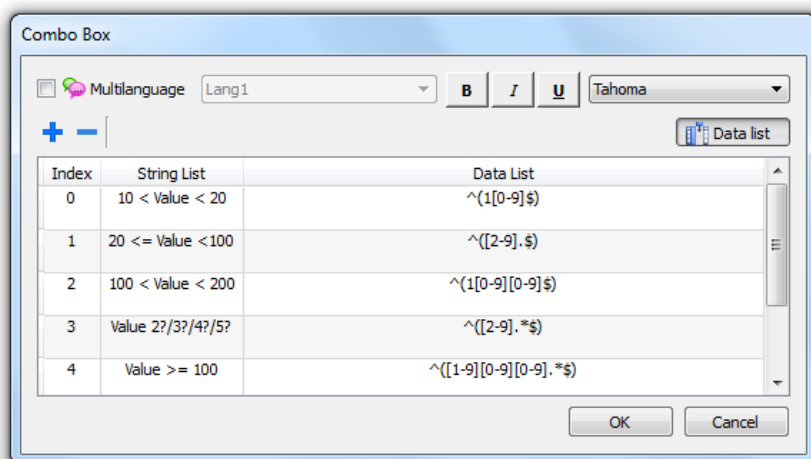 Combo Box
Multilanguage Lang1 B I U Tahoma
Data list
Index String List Data List
0 10 < Value < 20 ^(1[0-9]$)
1 20 <= Value <100 ^([2-9].$)
2 100 < Value < 200 ^(1[0-9][0-9]$)
3 Value 2?/3?/4?/5? ^([2-9].*$)
4 Value >= 100 ^([1-9][0-9][0-9].*$)
OK Cancel